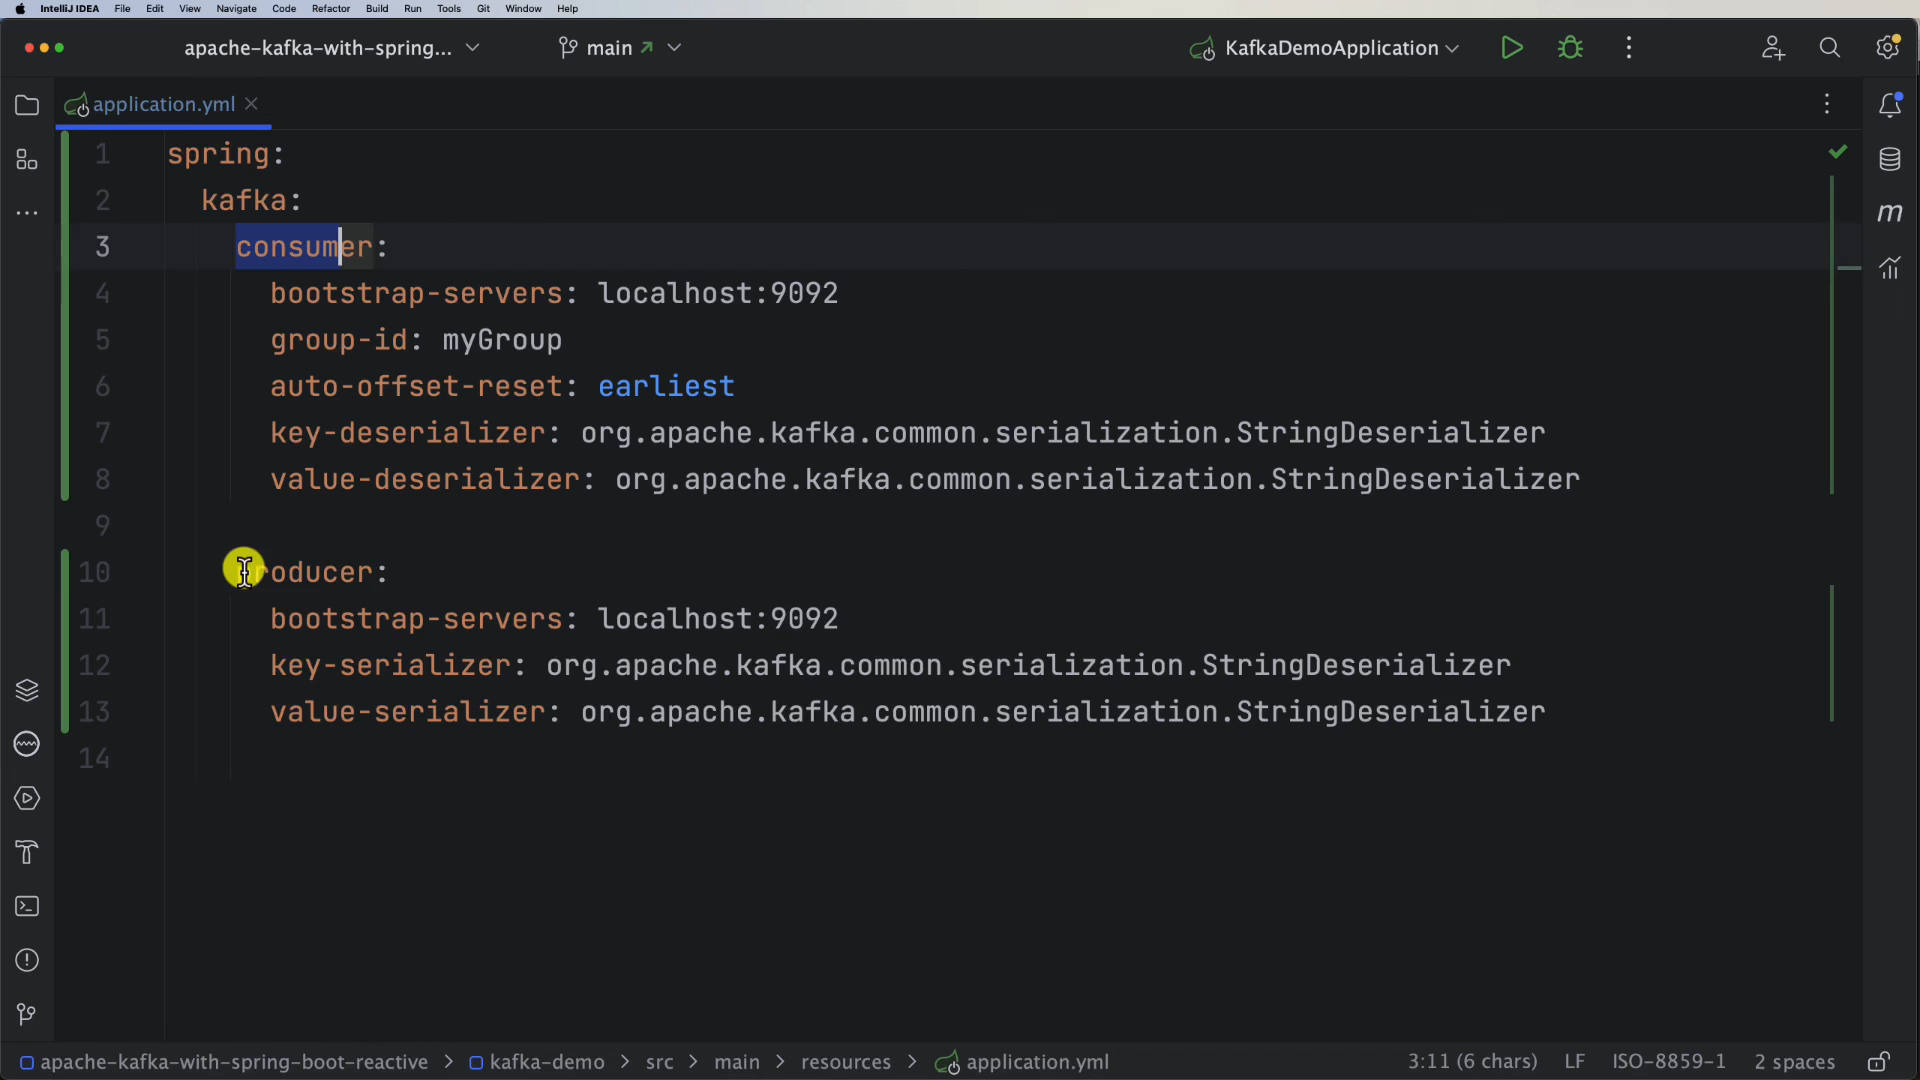 IntelliJ IDEA File Edit View Navigate Code Refactor Build Run Tools Git Window Help
apache-kafka-with-spring... main KafkaDemoApplication
application.yml
1 spring:
2 kafka:
3 consumer:
4 bootstrap-servers: localhost:9092
5 group-id: myGroup
6 auto-offset-reset: earliest
7 key-deserializer: org.apache.kafka.common.serialization.StringDeserializer
8 value-deserializer: org.apache.kafka.common.serialization.StringDeserializer
9
10 producer:
11 bootstrap-servers: localhost:9092
12 key-serializer: org.apache.kafka.common.serialization.StringDeserializer
13 value-serializer: org.apache.kafka.common.serialization.StringDeserializer
14
apache-kafka-with-spring-boot-reactive > kafka-demo > src > main > resources > application.yml 3:11 (6 chars) LF ISO-8859-1 2 spaces